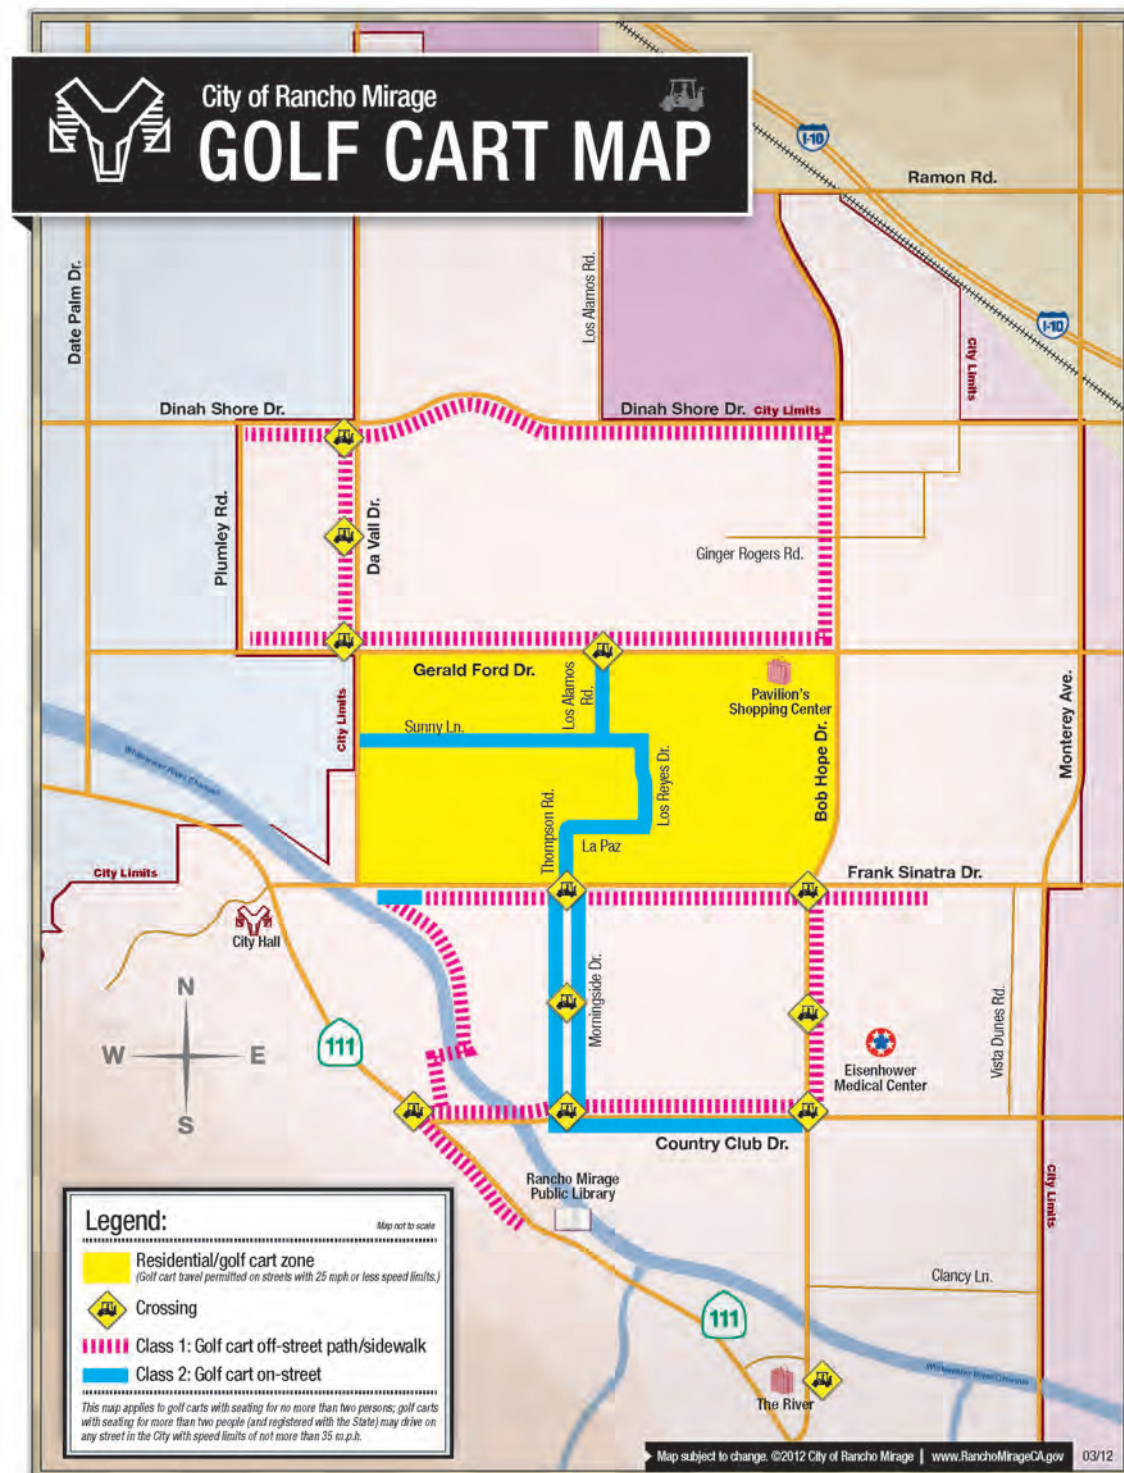 City of Rancho Mirage
GOLF CART MAP
I-10
Ramon Rd.
Date Palm Dr.
Los Alamos Rd.
I-10
City Limits
Dinah Shore Dr.
Dinah Shore Dr. City Limits
Plumley Rd.
Da Vall Dr.
Ginger Rogers Rd.
Gerald Ford Dr.
Los Alamos
Rd.
Pavilion's
Shopping Center
City Limits
Sunny Ln.
Los Reyes Dr.
Bob Hope Dr.
Monterey Ave.
Thompson Rd.
La Paz
City Limits
Frank Sinatra Dr.
City Hall
N
W
E
S
111
Morningside Dr.
Vista Dunes Rd.
Eisenhower
Medical Center
Country Club Dr.
Rancho Mirage
Public Library
City Limits
Clancy Ln.
111
The River
Legend:
Map not to scale
Residential/golf cart zone
(Golf cart travel permitted on streets with 25 mph or less speed limits.)
Crossing
Class 1: Golf cart off-street path/sidewalk
Class 2: Golf cart on-street
This map applies to golf carts with seating for no more than two persons; golf carts
with seating for more than two people (and registered with the State) may drive on
any street in the City with speed limits of not more than 35 m.p.h.
Map subject to change. ©2012 City of Rancho Mirage | www.RanchoMirageCA.gov 03/12